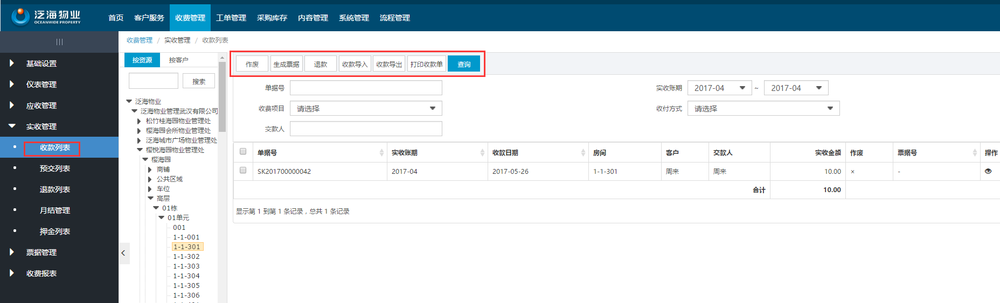 泛海物业
OCEANWIDE PROPERTY
首页 客户服务 收费管理 工单管理 采购库存 内容管理 系统管理 流程管理
收费管理 / 实收管理 / 收款列表
基础设置
仪表管理
应收管理
实收管理
收款列表
预交列表
退款列表
月结管理
押金列表
票据管理
收费报表
按资源 按客户
搜索
泛海物业
泛海物业管理武汉有限公司
松竹桂海园物业管理处
樱海园会所物业管理处
泛海城市广场物业管理处
樱悦海园物业管理处
樱海园
商铺
公共区域
车位
高层
01栋
01单元
001
1-1-001
1-1-301
1-1-302
1-1-303
1-1-304
1-1-305
1-1-306
作废 生成票据 退款 收款导入 收款导出 打印收款单 查询
单据号 实收账期 2017-04 ~ 2017-04
收费项目 请选择 收付方式 请选择
交款人
单据号 实收账期 收款日期 房间 客户 交款人 实收金额 作废 票据号 操作
SK201700000042 2017-04 2017-05-26 1-1-301 周来 周来 10.00 × -
合计 10.00
显示第 1 到第 1 条记录，总共 1 条记录